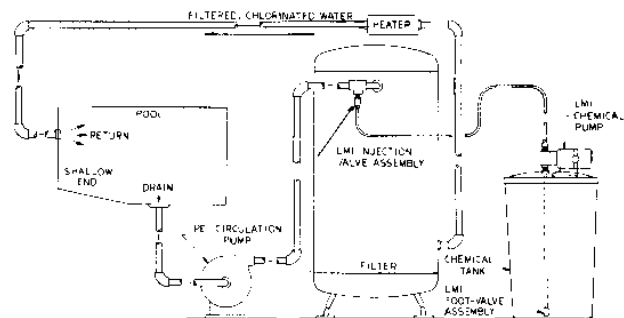 FILTERED, CHLORINATED WATER
HEATER
POOL
RETURN
SHALLOW
END
DRAIN
CIRCULATION
PUMP
LMI INJECTION
VALVE ASSEMBLY
FILTER
LMI
CHEMICAL
PUMP
CHEMICAL
TANK
LMI
FOOT-VALVE
ASSEMBLY